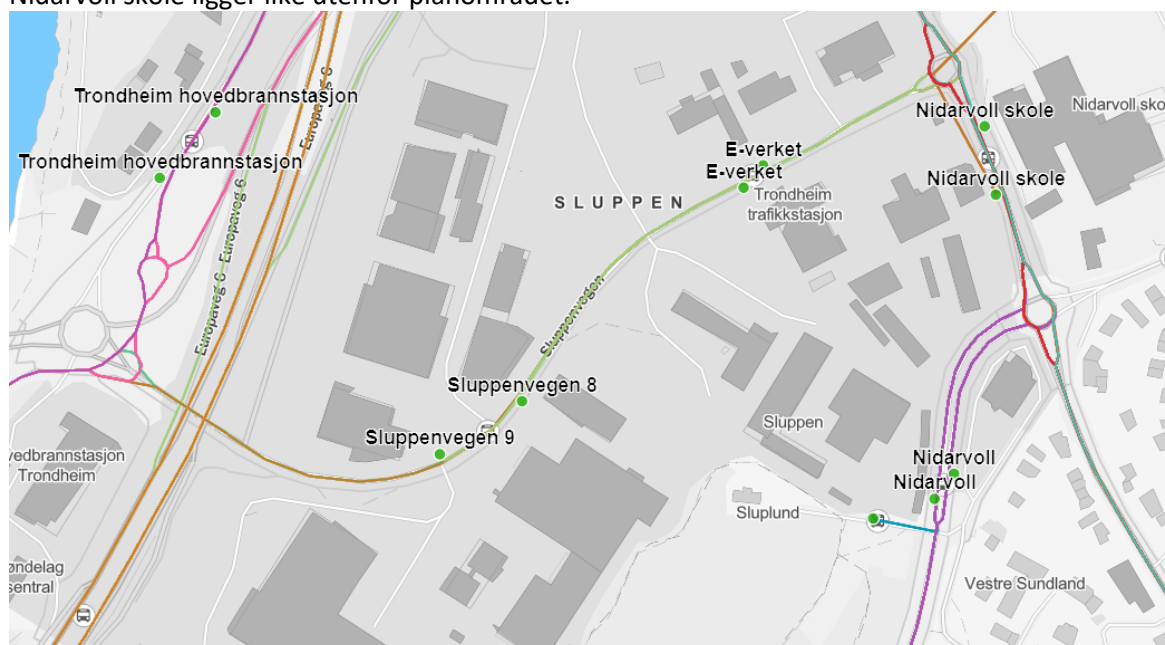 Nidarvoll skole ligger like utenfor planområdet.
Trondheim hovedbrannstasjon
Trondheim hovedbrannstasjon
Europaveg 6
Europaveg 6
Europaveg 6
Nidarvoll sko
Nidarvoll skole
E-verket
E-verket
Nidarvoll skole
Trondheim
trafikkstasjon
SLUPPEN
Sluppenvegen
Sluppenvegen 8
Sluppenvegen 9
Sluppen
vedbrannstasjon
Trondheim
Nidarvoll
Nidarvoll
Sluplund
Vestre Sundland
øndelag
sentral